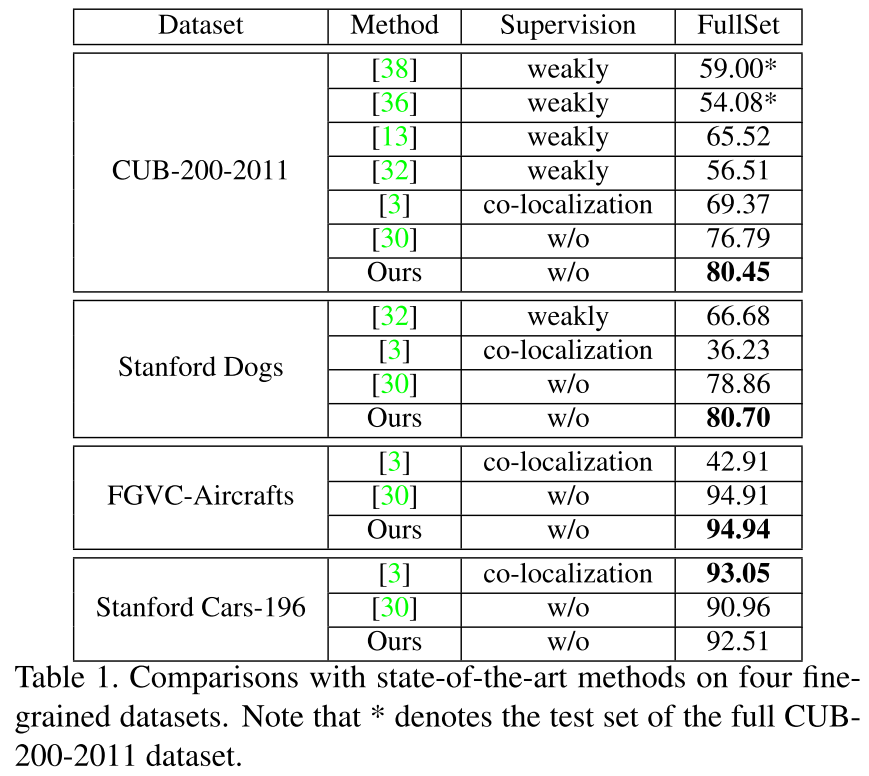 Dataset Method Supervision FullSet
CUB-200-2011
[38] weakly 59.00*
[36] weakly 54.08*
[13] weakly 65.52
[32] weakly 56.51
[3] co-localization 69.37
[30] w/o 76.79
Ours w/o 80.45
Stanford Dogs
[32] weakly 66.68
[3] co-localization 36.23
[30] w/o 78.86
Ours w/o 80.70
FGVC-Aircrafts
[3] co-localization 42.91
[30] w/o 94.91
Ours w/o 94.94
Stanford Cars-196
[3] co-localization 93.05
[30] w/o 90.96
Ours w/o 92.51
Table 1. Comparisons with state-of-the-art methods on four fine-
grained datasets. Note that * denotes the test set of the full CUB-
200-2011 dataset.